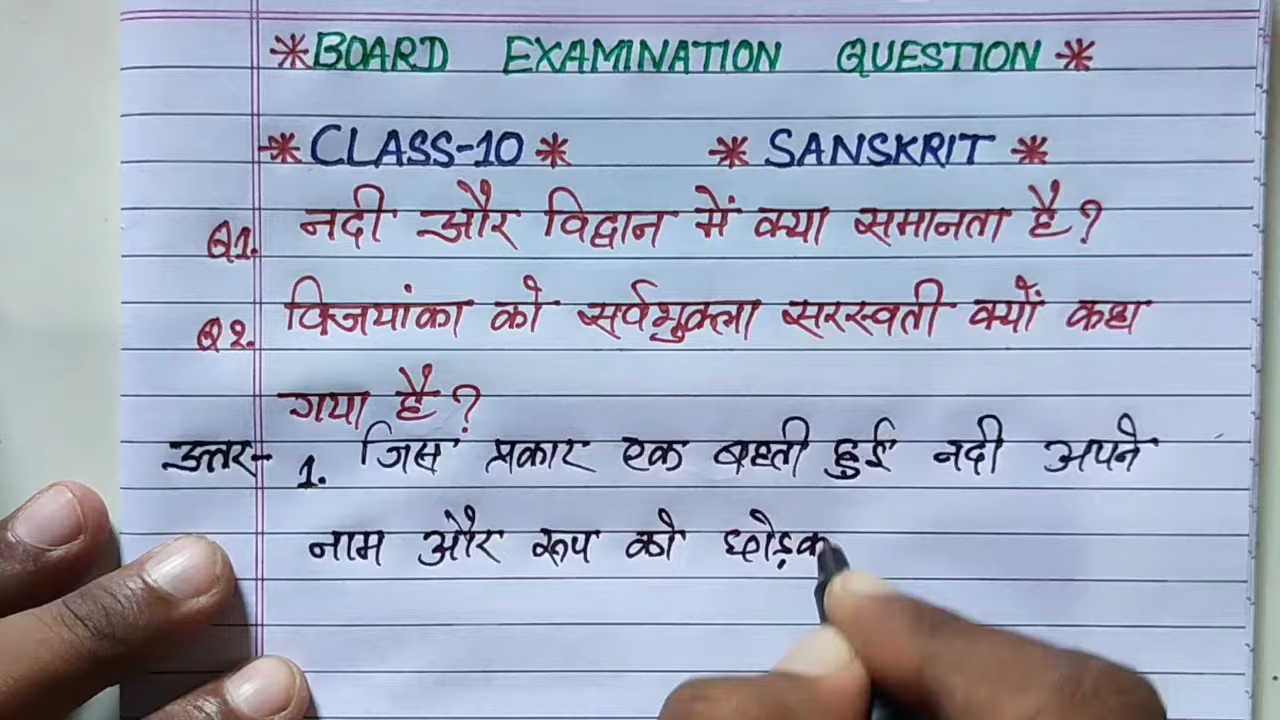 *BOARD EXAMINATION QUESTION*
*CLASS-10* *SANSKRIT*
Q1. नदी और विद्वान में क्या समानता है?
Q2. विजयांका को सर्वशुक्ला सरस्वती क्यों कहा
गया है?
उत्तर- 1. जिस प्रकार एक बहती हुई नदी अपने
नाम और रूप को छोड़क